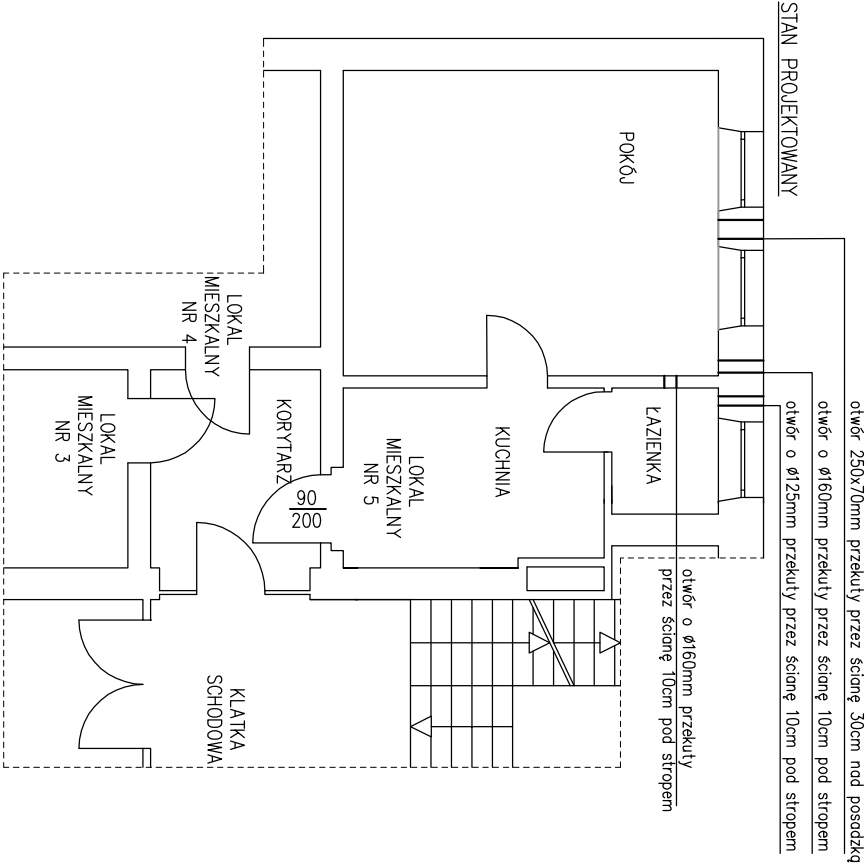 STAN PROJEKTOWANY
otwór 250x70mm przekuty przez ścianę 30cm nad posadzką
otwór o ø160mm przekuty przez ścianę 10cm pod stropem
otwór o ø125mm przekuty przez ścianę 10cm pod stropem
otwór o ø160mm przekuty
przez ścianę 10cm pod stropem
POKÓJ
ŁAZIENKA
KUCHNIA
LOKAL
MIESZKALNY
NR 5
90
200
KORYTARZ
LOKAL
MIESZKALNY
NR 4
LOKAL
MIESZKALNY
NR 3
KLATKA
SCHODOWA